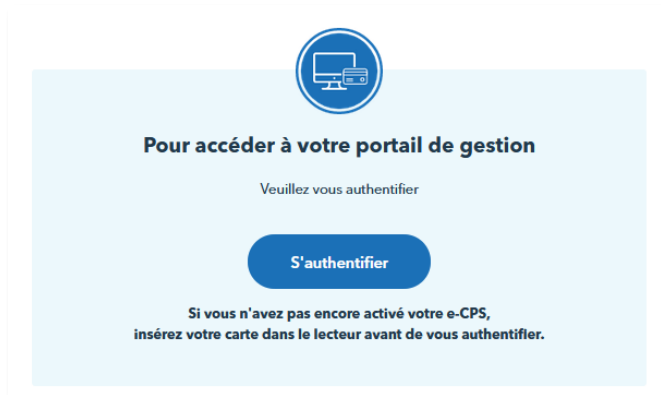 Pour accéder à votre portail de gestion
Veuillez vous authentifier
S'authentifier
Si vous n'avez pas encore activé votre e-CPS,
insérez votre carte dans le lecteur avant de vous authentifier.